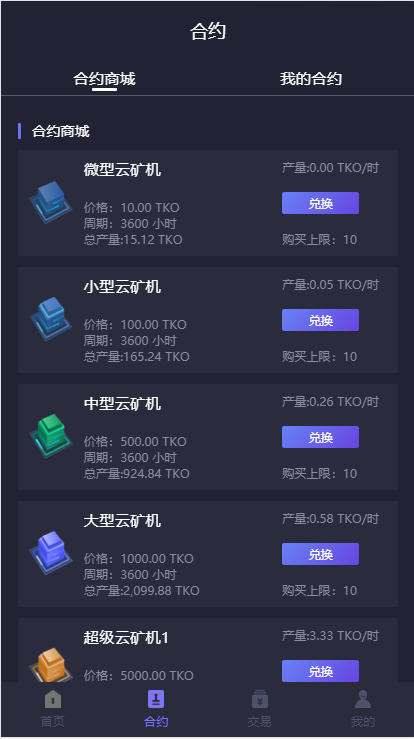 合约
合约商城 我的合约
合约商城
微型云矿机 产量:0.00 TKO/时
兑换
价格：10.00 TKO
周期：3600 小时
总产量:15.12 TKO 购买上限：10
小型云矿机 产量:0.05 TKO/时
兑换
价格：100.00 TKO
周期：3600 小时
总产量:165.24 TKO 购买上限：10
中型云矿机 产量:0.26 TKO/时
兑换
价格：500.00 TKO
周期：3600 小时
总产量:924.84 TKO 购买上限：10
大型云矿机 产量:0.58 TKO/时
兑换
价格：1000.00 TKO
周期：3600 小时
总产量:2,099.88 TKO 购买上限：10
超级云矿机1 产量:3.33 TKO/时
价格：5000.00 TKO 兑换
首页 合约 交易 我的